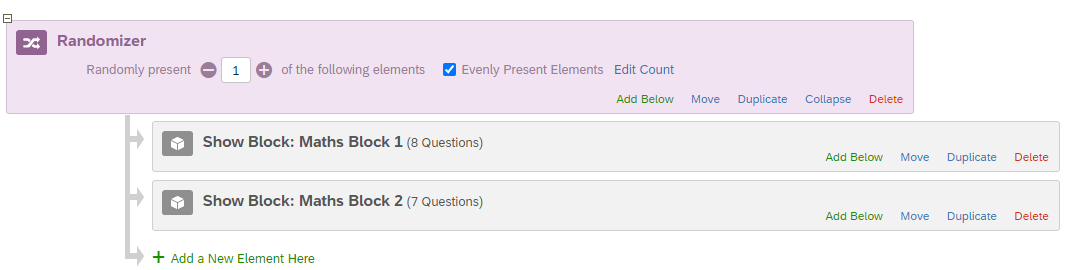 Randomizer
Randomly present 1 of the following elements Evenly Present Elements Edit Count
Add Below Move Duplicate Collapse Delete
Show Block: Maths Block 1 (8 Questions)
Add Below Move Duplicate Delete
Show Block: Maths Block 2 (7 Questions)
Add Below Move Duplicate Delete
+ Add a New Element Here